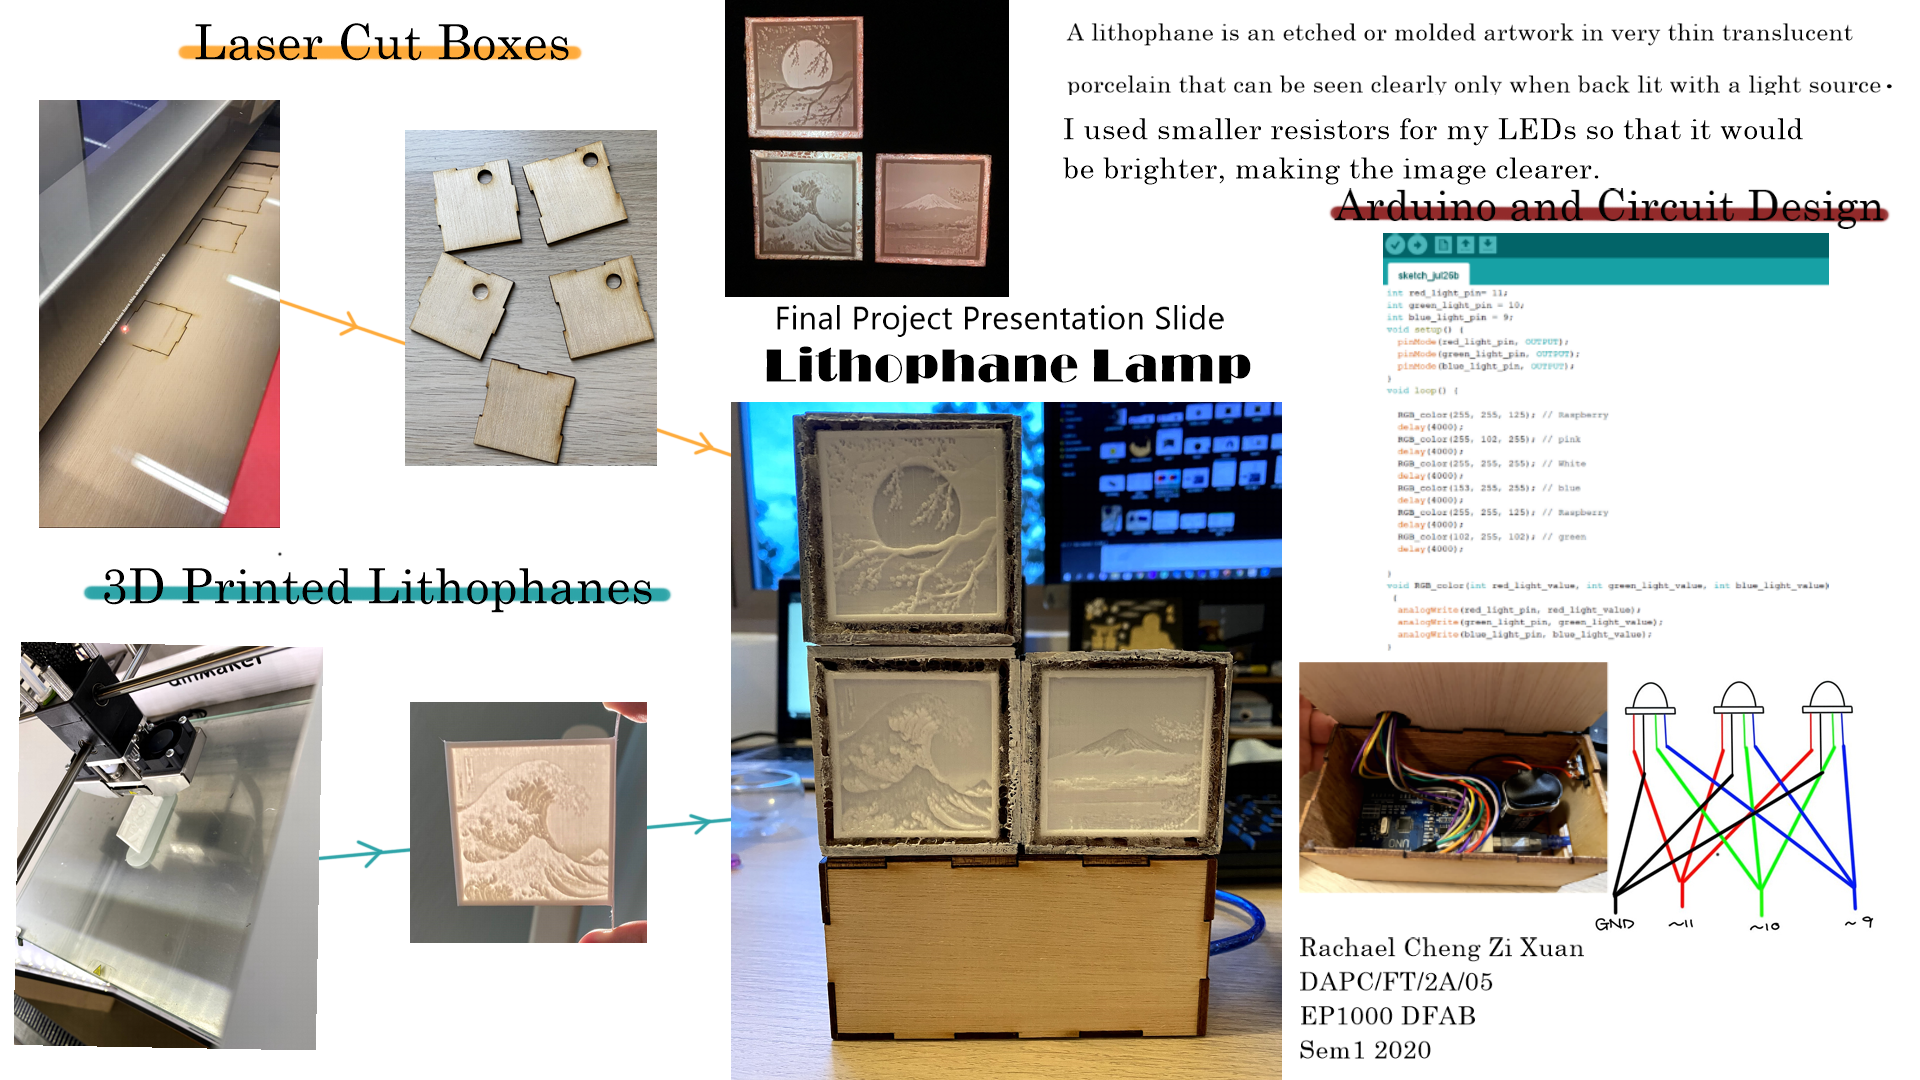 Laser Cut Boxes
3D Printed Lithophanes
Final Project Presentation Slide
Lithophane Lamp
A lithophane is an etched or molded artwork in very thin translucent
porcelain that can be seen clearly only when back lit with a light source.
I used smaller resistors for my LEDs so that it would
be brighter, making the image clearer.
Arduino and Circuit Design
sketch_jul26b
int red_light_pin= 11;
int green_light_pin = 10;
int blue_light_pin = 9;
void setup() {
pinMode(red_light_pin, OUTPUT);
pinMode(green_light_pin, OUTPUT);
pinMode(blue_light_pin, OUTPUT);
}
void loop() {
RGB_color(255, 255, 125); // Raspberry
delay(4000);
RGB_color(255, 102, 255); // pink
delay(4000);
RGB_color(255, 255, 255); // White
delay(4000);
RGB_color(153, 255, 255); // blue
delay(4000);
RGB_color(255, 255, 125); // Raspberry
delay(4000);
RGB_color(102, 255, 102); // green
delay(4000);
}
void RGB_color(int red_light_value, int green_light_value, int blue_light_value)
{
analogWrite(red_light_pin, red_light_value);
analogWrite(green_light_pin, green_light_value);
analogWrite(blue_light_pin, blue_light_value);
}
UNO
GND ~11 ~10 ~9
Rachael Cheng Zi Xuan
DAPC/FT/2A/05
EP1000 DFAB
Sem1 2020